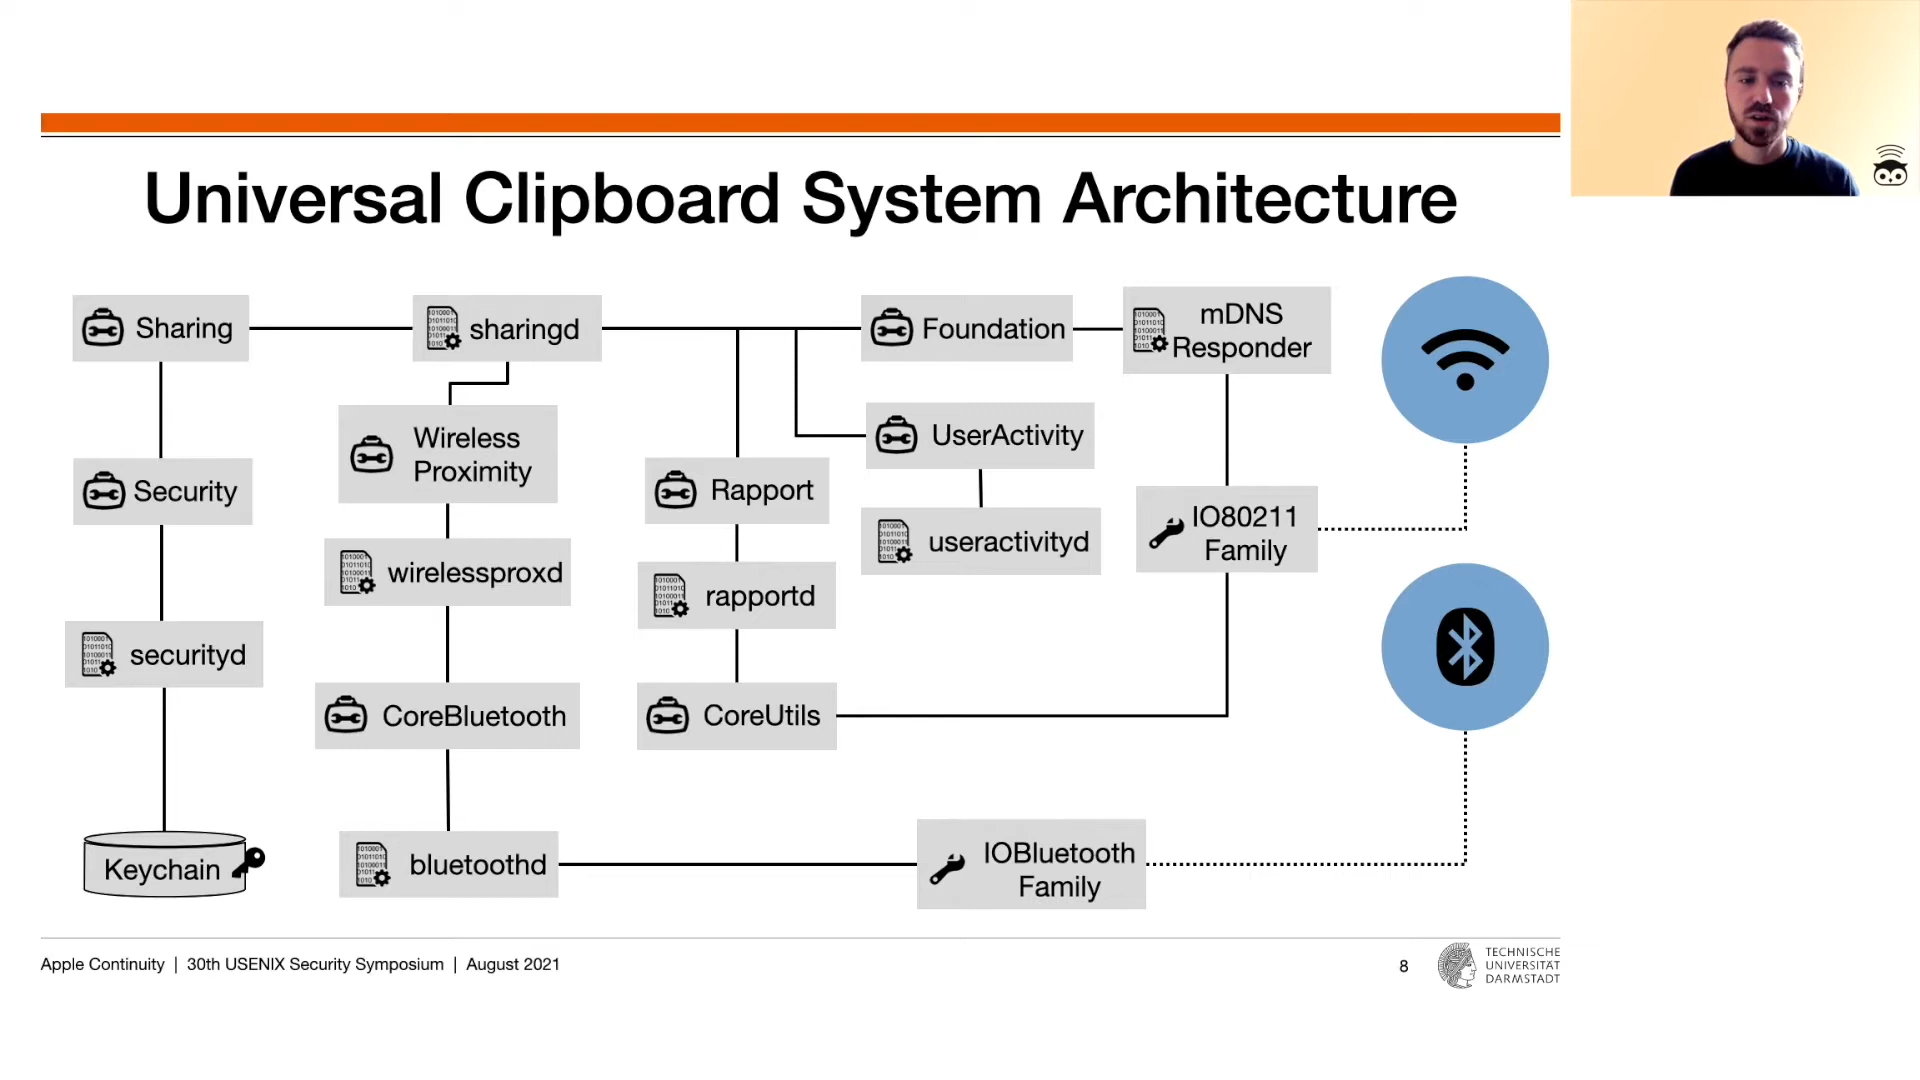 Universal Clipboard System Architecture
Sharing
sharingd
Foundation
mDNS
Responder
Wireless
Proximity
UserActivity
Security
Rapport
IO80211
Family
useractivityd
wirelessproxd
rapportd
securityd
CoreBluetooth
CoreUtils
Keychain
bluetoothd
IOBluetooth
Family
Apple Continuity | 30th USENIX Security Symposium | August 2021
8
TECHNISCHE
UNIVERSITÄT
DARMSTADT